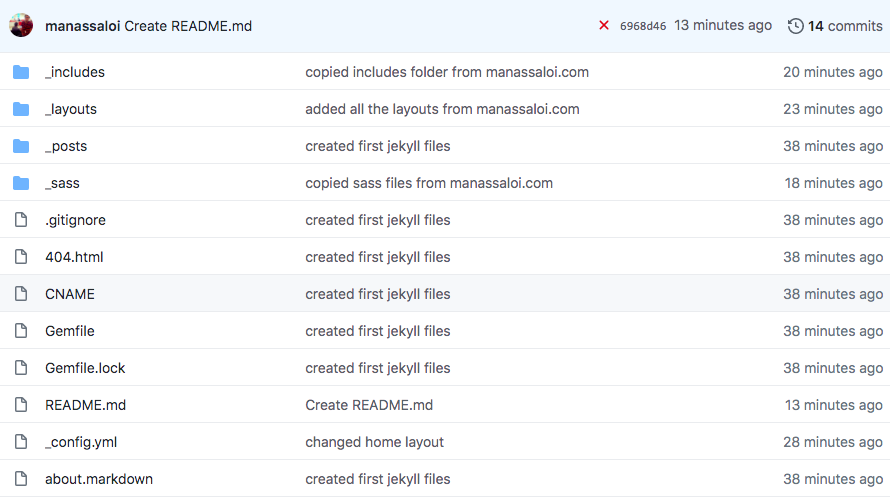 manassaloi Create README.md 6968d46 13 minutes ago 14 commits
_includes copied includes folder from manassaloi.com 20 minutes ago
_layouts added all the layouts from manassaloi.com 23 minutes ago
_posts created first jekyll files 38 minutes ago
_sass copied sass files from manassaloi.com 18 minutes ago
.gitignore created first jekyll files 38 minutes ago
404.html created first jekyll files 38 minutes ago
CNAME created first jekyll files 38 minutes ago
Gemfile created first jekyll files 38 minutes ago
Gemfile.lock created first jekyll files 38 minutes ago
README.md Create README.md 13 minutes ago
_config.yml changed home layout 28 minutes ago
about.markdown created first jekyll files 38 minutes ago